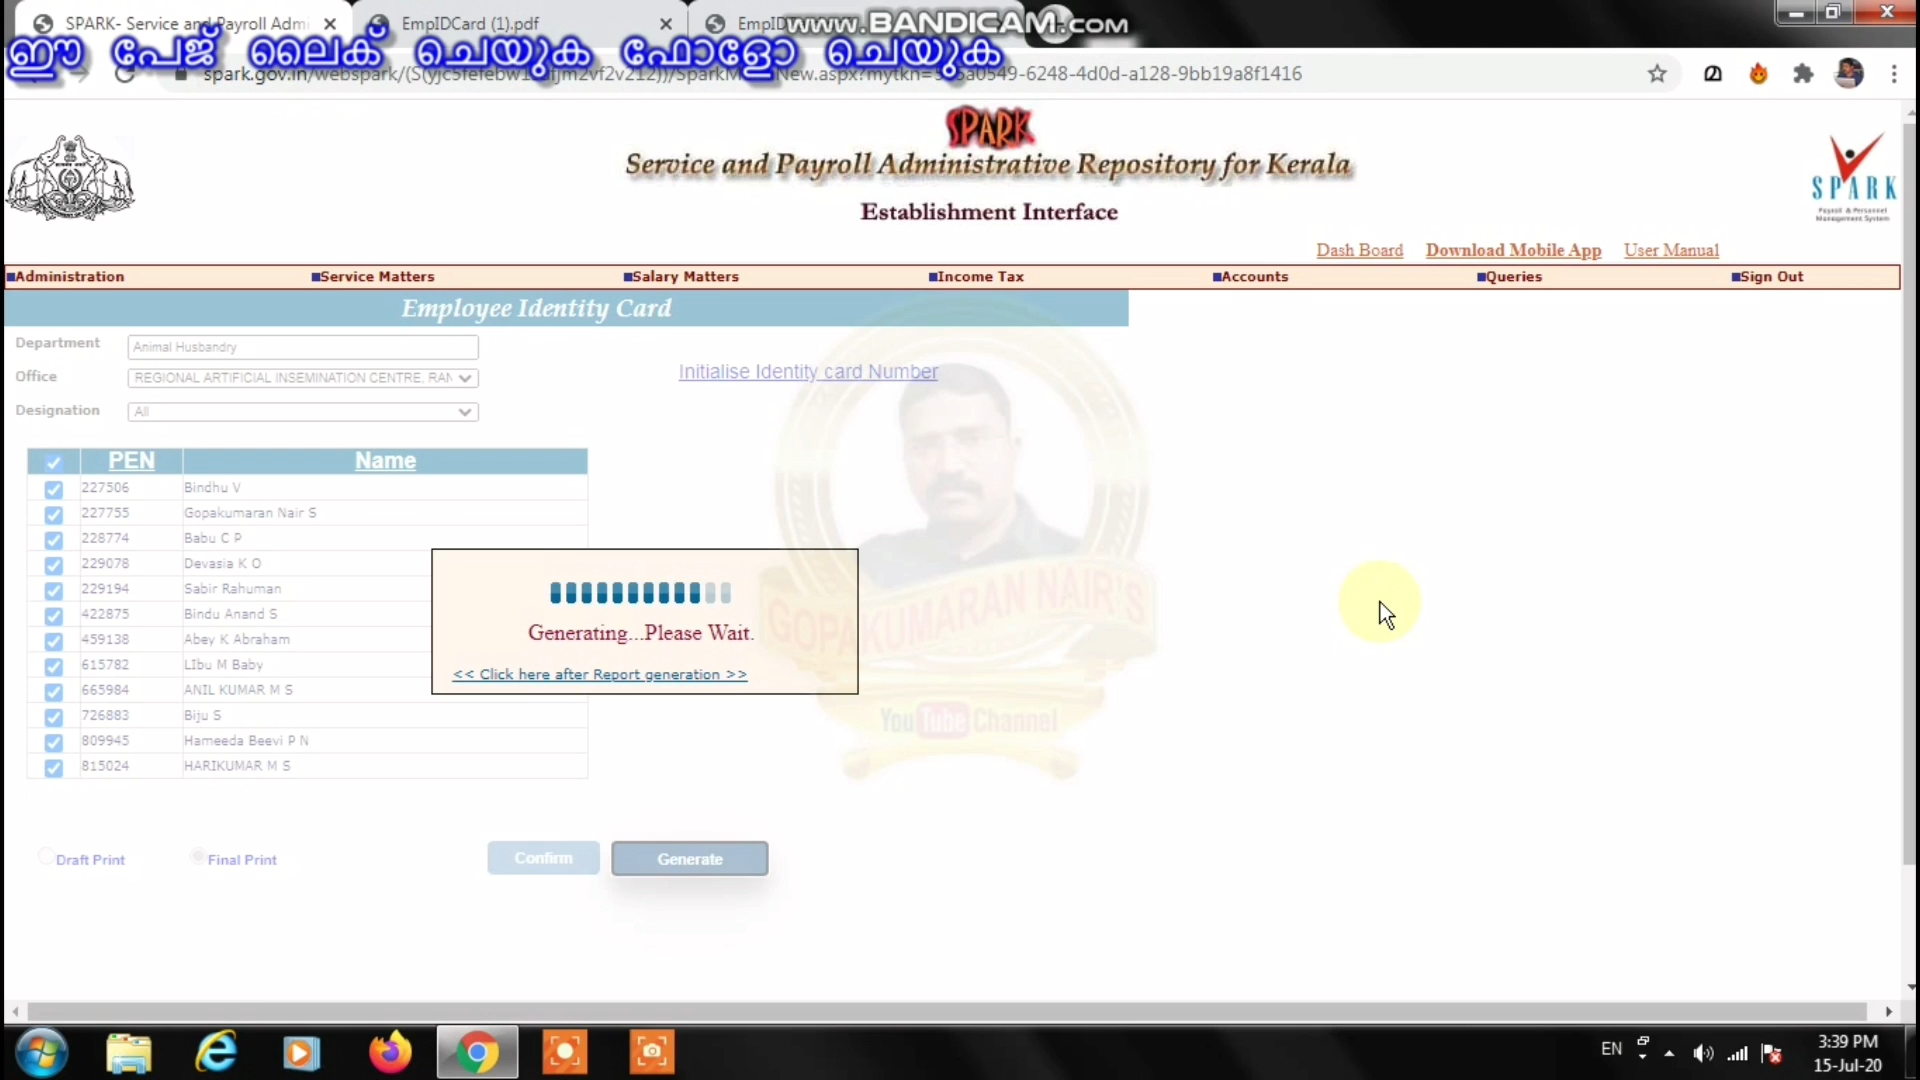 SPARK- Service and Payroll Admi
EmpIDCard (1).pdf
www.BANDICAM.com
ഈ പേജ് ലൈക് ചെയുക ഫോളോ ചെയുക
SPARK
Service and Payroll Administrative Repository for Kerala
Establishment Interface
SPARK
Payroll & Personnel
Management System
Dash Board Download Mobile App User Manual
Administration Service Matters Salary Matters Income Tax Accounts Queries Sign Out
Employee Identity Card
Department Animal Husbandry
Office REGIONAL ARTIFICIAL INSEMINATION CENTRE, RAN
Initialise Identity card Number
Designation All
PEN Name
227506 Bindhu V
227755 Gopakumaran Nair S
228774 Babu C P
229078 Devasia K O
229194 Sabir Rahuman
422875 Bindu Anand S
459138 Abey K Abraham
615782 LIbu M Baby
665984 ANIL KUMAR M S
726883 Biju S
809945 Hameeda Beevi P N
815024 HARIKUMAR M S
Generating...Please Wait.
<< Click here after Report generation >>
GOPAKUMARAN NAIR'S
YouTube Channel
Draft Print Final Print Confirm Generate
EN
3:39 PM
15-Jul-20